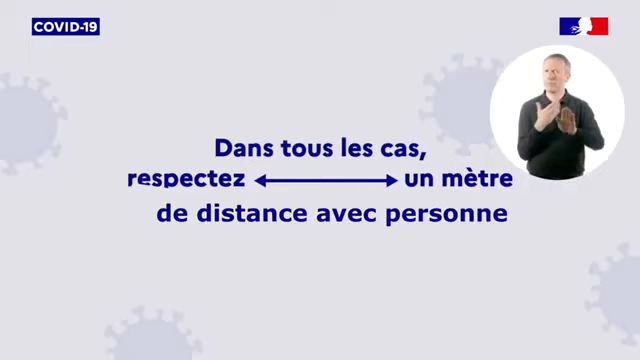 COVID-19
Dans tous les cas,
respectez un mètre
de distance avec personne